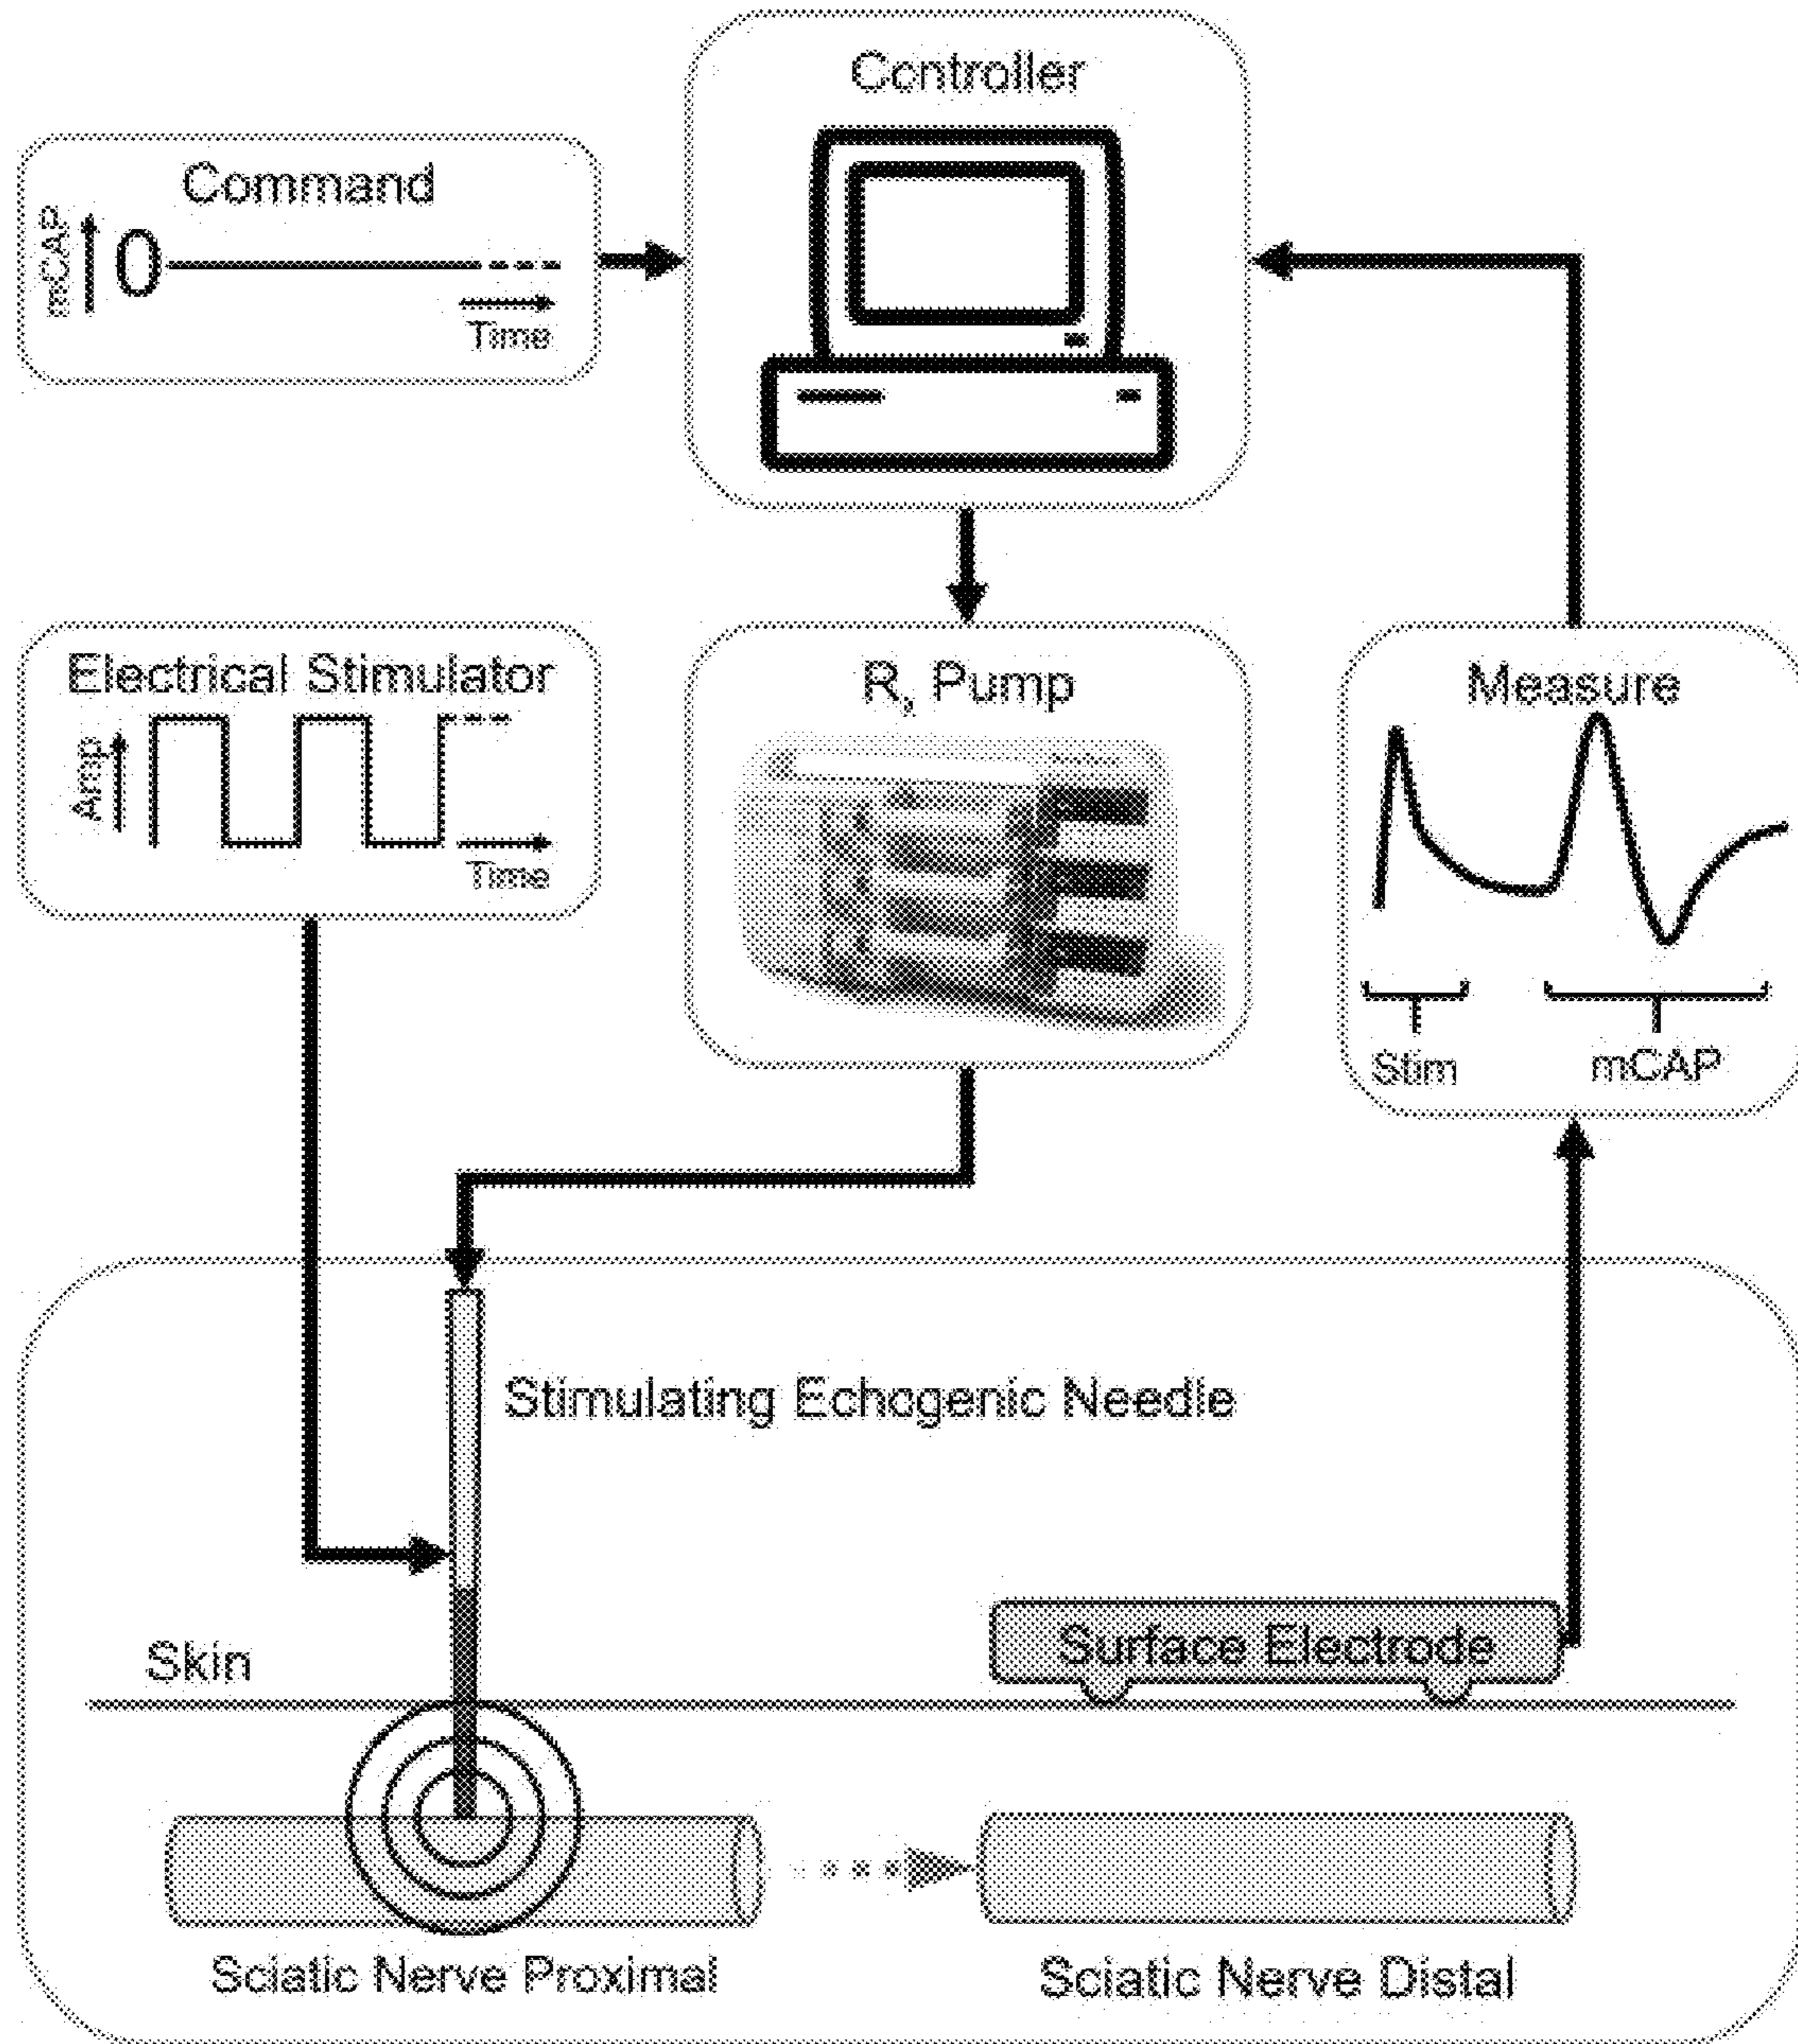 Controller
Command
mCAP
0
Time
Electrical Stimulator
Amp
Time
R, Pump
Measure
Stim
mCAP
Stimulating Echogenic Needle
Skin
Surface Electrode
Sciatic Nerve Proximal
Sciatic Nerve Distal